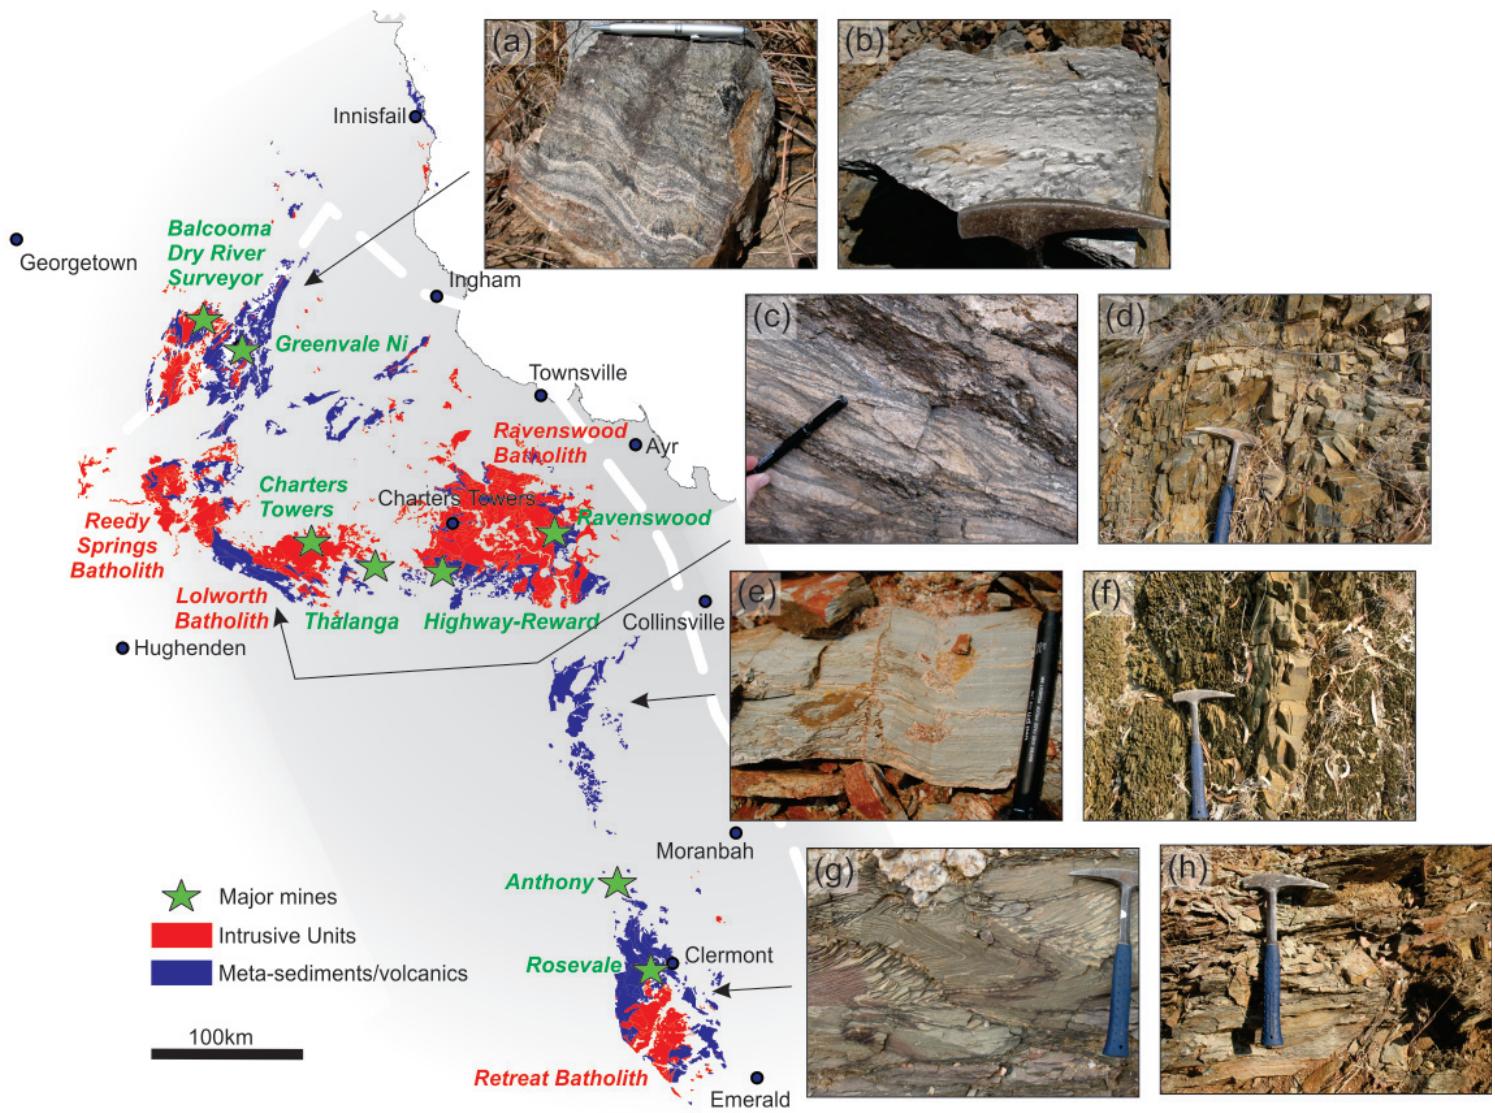 (a)
(b)
Innisfail
Balcooma
Dry River
Surveyor
Georgetown
Ingham
(c)
(d)
Greenvale Ni
Townsville
Ravenswood
Batholith
Ayr
Charters
Towers
Charters Towers
Ravenswood
Reedy
Springs
Batholith
(e)
(f)
Lolworth
Batholith
Thalanga
Highway-Reward
Collinsville
Hughenden
Moranbah
(g)
(h)
Anthony
Major mines
Intrusive Units
Rosevale
Clermont
Meta-sediments/volcanics
100km
Retreat Batholith
Emerald